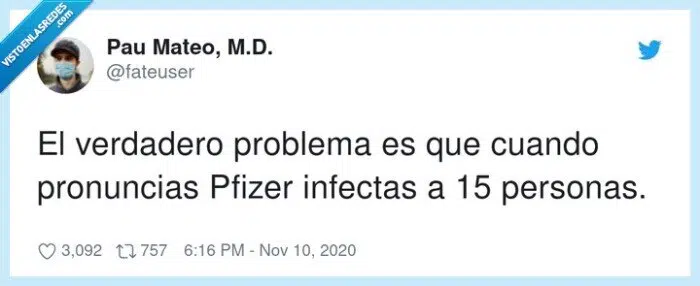 VISTOENLASREDES
.com
Pau Mateo, M.D.
@fateuser
El verdadero problema es que cuando
pronuncias Pfizer infectas a 15 personas.
3,092 757 6:16 PM - Nov 10, 2020